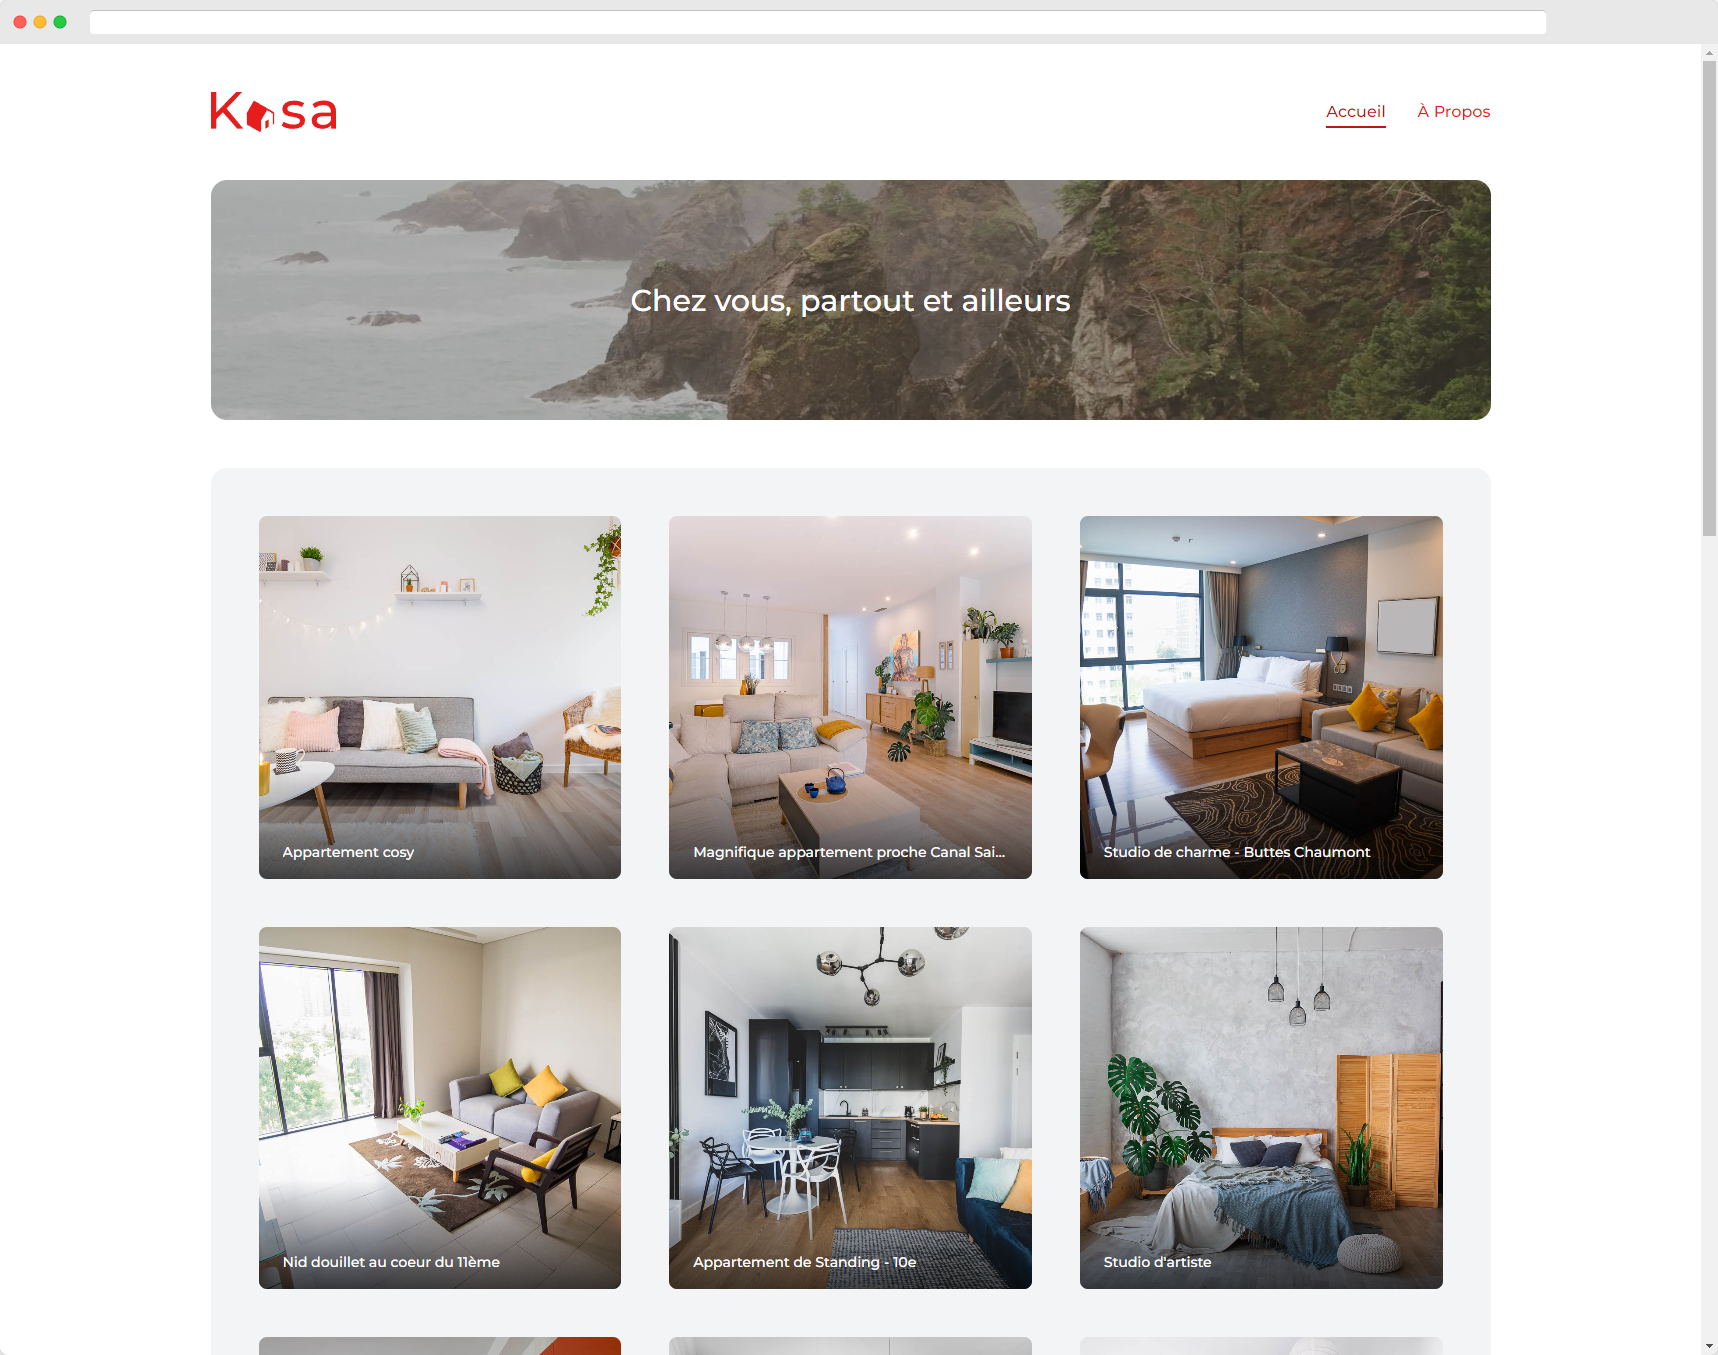 Kasa
Accueil À Propos
Chez vous, partout et ailleurs
Appartement cosy
Magnifique appartement proche Canal Sai...
Studio de charme - Buttes Chaumont
Nid douillet au coeur du 11ème
Appartement de Standing - 10e
Studio d'artiste